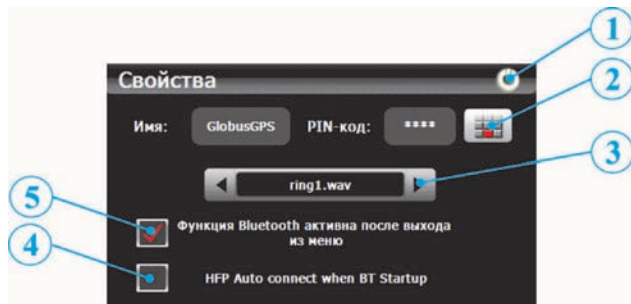 1
Свойства
2
Имя: GlobusGPS PIN-код: ****
3
ring1.wav
5
Функция Bluetooth активна после выхода
из меню
4
HFP Auto connect when BT Startup